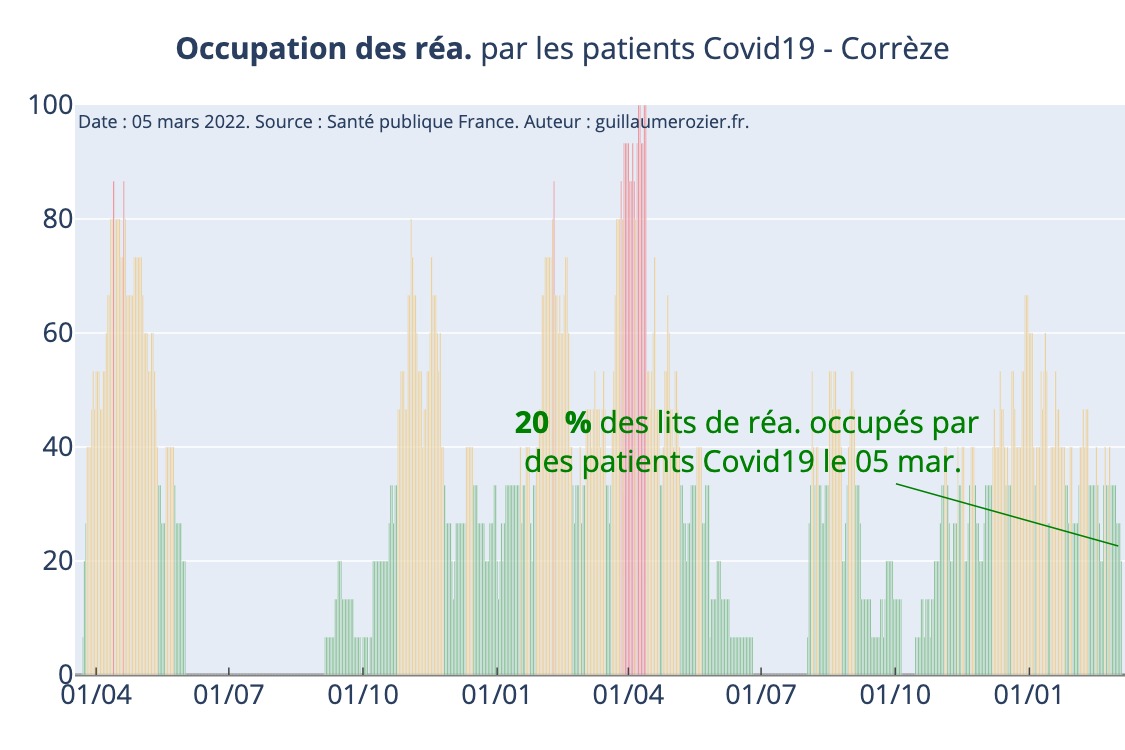 Occupation des réa. par les patients Covid19 - Corrèze
100
Date : 05 mars 2022. Source : Santé publique France. Auteur : guillaumerozier.fr.
80
60
20 % des lits de réa. occupés par
des patients Covid19 le 05 mar.
40
20
0
01/04 01/07 01/10 01/01 01/04 01/07 01/10 01/01